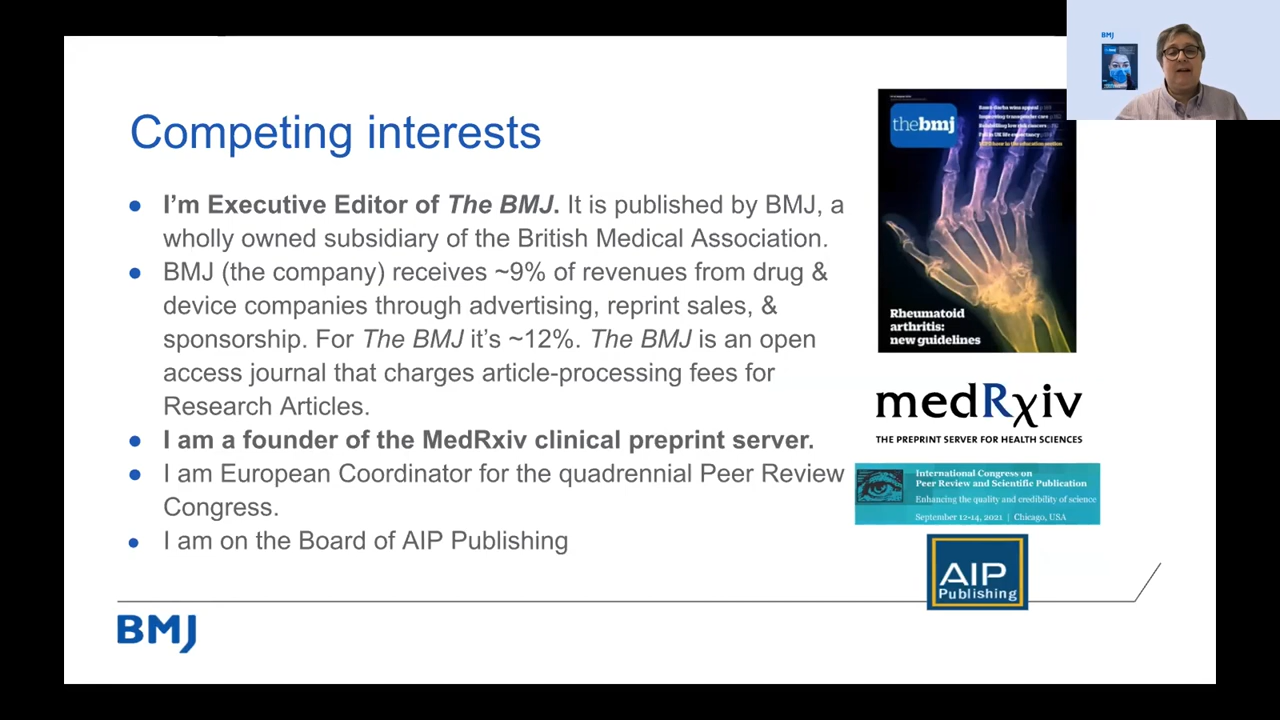 Competing interests
● I’m Executive Editor of The BMJ. It is published by BMJ, a
wholly owned subsidiary of the British Medical Association.
● BMJ (the company) receives ~9% of revenues from drug &
device companies through advertising, reprint sales, &
sponsorship. For The BMJ it’s ~12%. The BMJ is an open
access journal that charges article-processing fees for
Research Articles.
● I am a founder of the MedRxiv clinical preprint server.
● I am European Coordinator for the quadrennial Peer Review
Congress.
● I am on the Board of AIP Publishing
BMJ
BMJ
thebmj
Rheumatoid
arthritis:
new guidelines
medRχiv
THE PREPRINT SERVER FOR HEALTH SCIENCES
International Congress on
Peer Review and Scientific Publication
Enhancing the quality and credibility of science
September 12-14, 2021 | Chicago, USA
AIP
Publishing